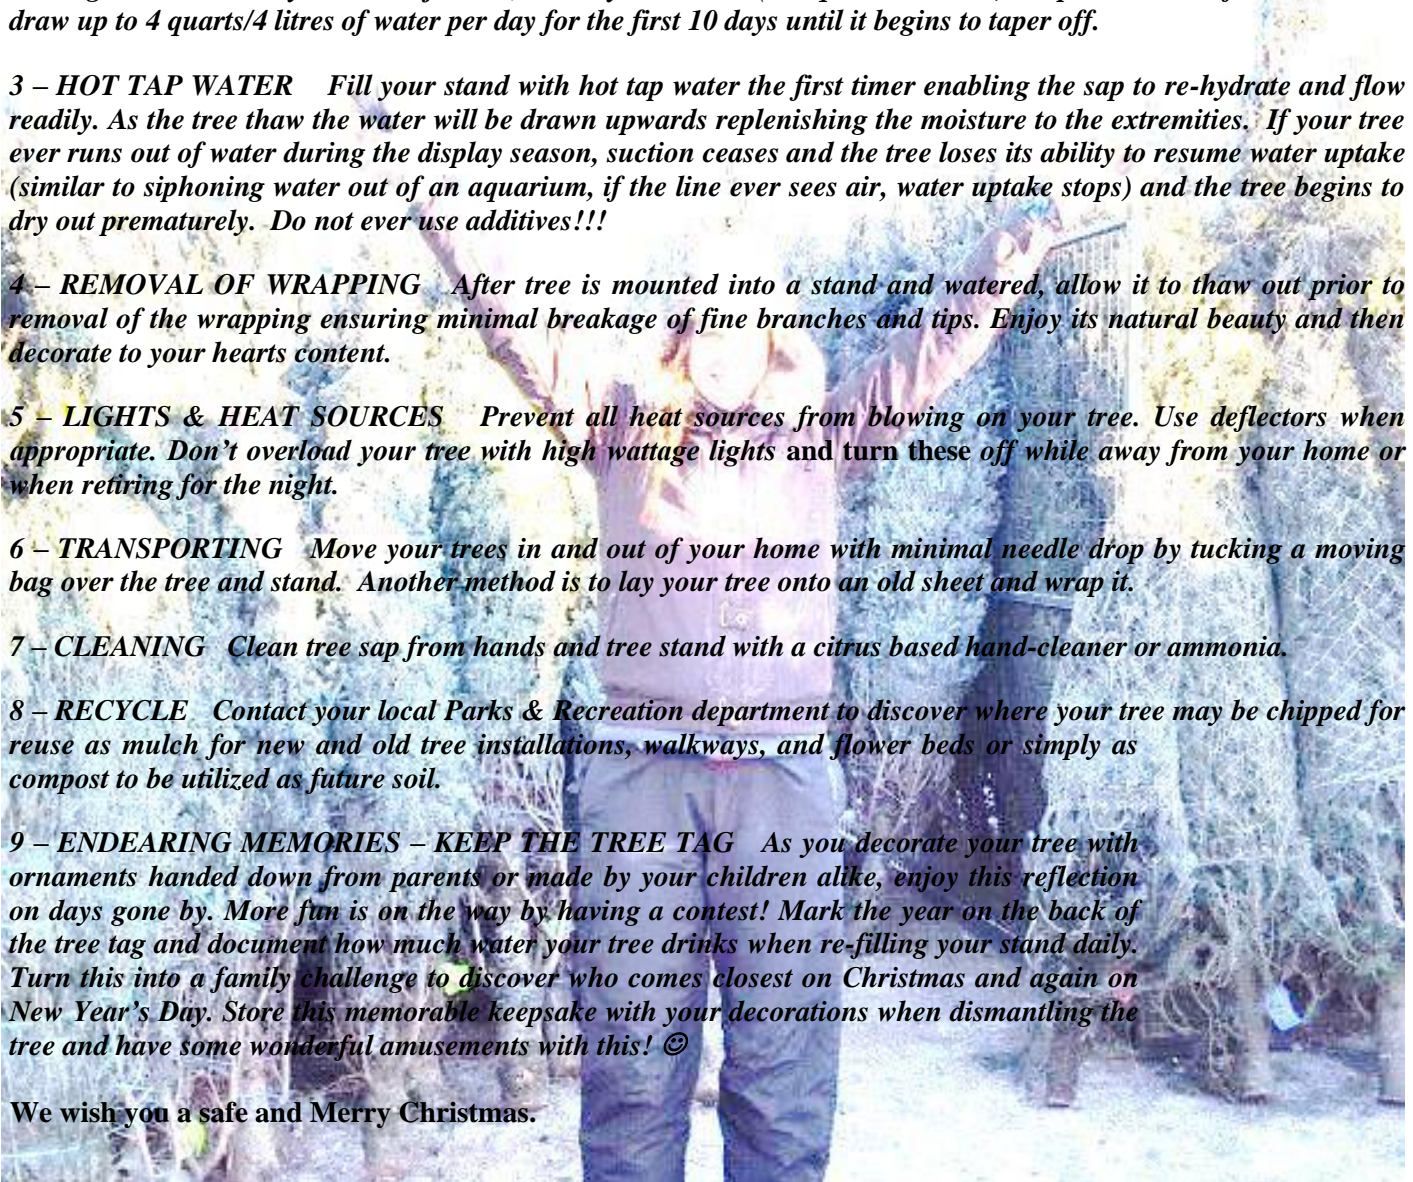 draw up to 4 quarts/4 litres of water per day for the first 10 days until it begins to taper off.
3 – HOT TAP WATER Fill your stand with hot tap water the first timer enabling the sap to re-hydrate and flow
readily. As the tree thaw the water will be drawn upwards replenishing the moisture to the extremities. If your tree
ever runs out of water during the display season, suction ceases and the tree loses its ability to resume water uptake
(similar to siphoning water out of an aquarium, if the line ever sees air, water uptake stops) and the tree begins to
dry out prematurely. Do not ever use additives!!!
4 – REMOVAL OF WRAPPING After tree is mounted into a stand and watered, allow it to thaw out prior to
removal of the wrapping ensuring minimal breakage of fine branches and tips. Enjoy its natural beauty and then
decorate to your hearts content.
5 – LIGHTS & HEAT SOURCES Prevent all heat sources from blowing on your tree. Use deflectors when
appropriate. Don't overload your tree with high wattage lights and turn these off while away from your home or
when retiring for the night.
6 – TRANSPORTING Move your trees in and out of your home with minimal needle drop by tucking a moving
bag over the tree and stand. Another method is to lay your tree onto an old sheet and wrap it.
7 – CLEANING Clean tree sap from hands and tree stand with a citrus based hand-cleaner or ammonia.
8 – RECYCLE Contact your local Parks & Recreation department to discover where your tree may be chipped for
reuse as mulch for new and old tree installations, walkways, and flower beds or simply as
compost to be utilized as future soil.
9 – ENDEARING MEMORIES – KEEP THE TREE TAG As you decorate your tree with
ornaments handed down from parents or made by your children alike, enjoy this reflection
on days gone by. More fun is on the way by having a contest! Mark the year on the back of
the tree tag and document how much water your tree drinks when re-filling your stand daily.
Turn this into a family challenge to discover who comes closest on Christmas and again on
New Year's Day. Store this memorable keepsake with your decorations when dismantling the
tree and have some wonderful amusements with this! ☺
We wish you a safe and Merry Christmas.